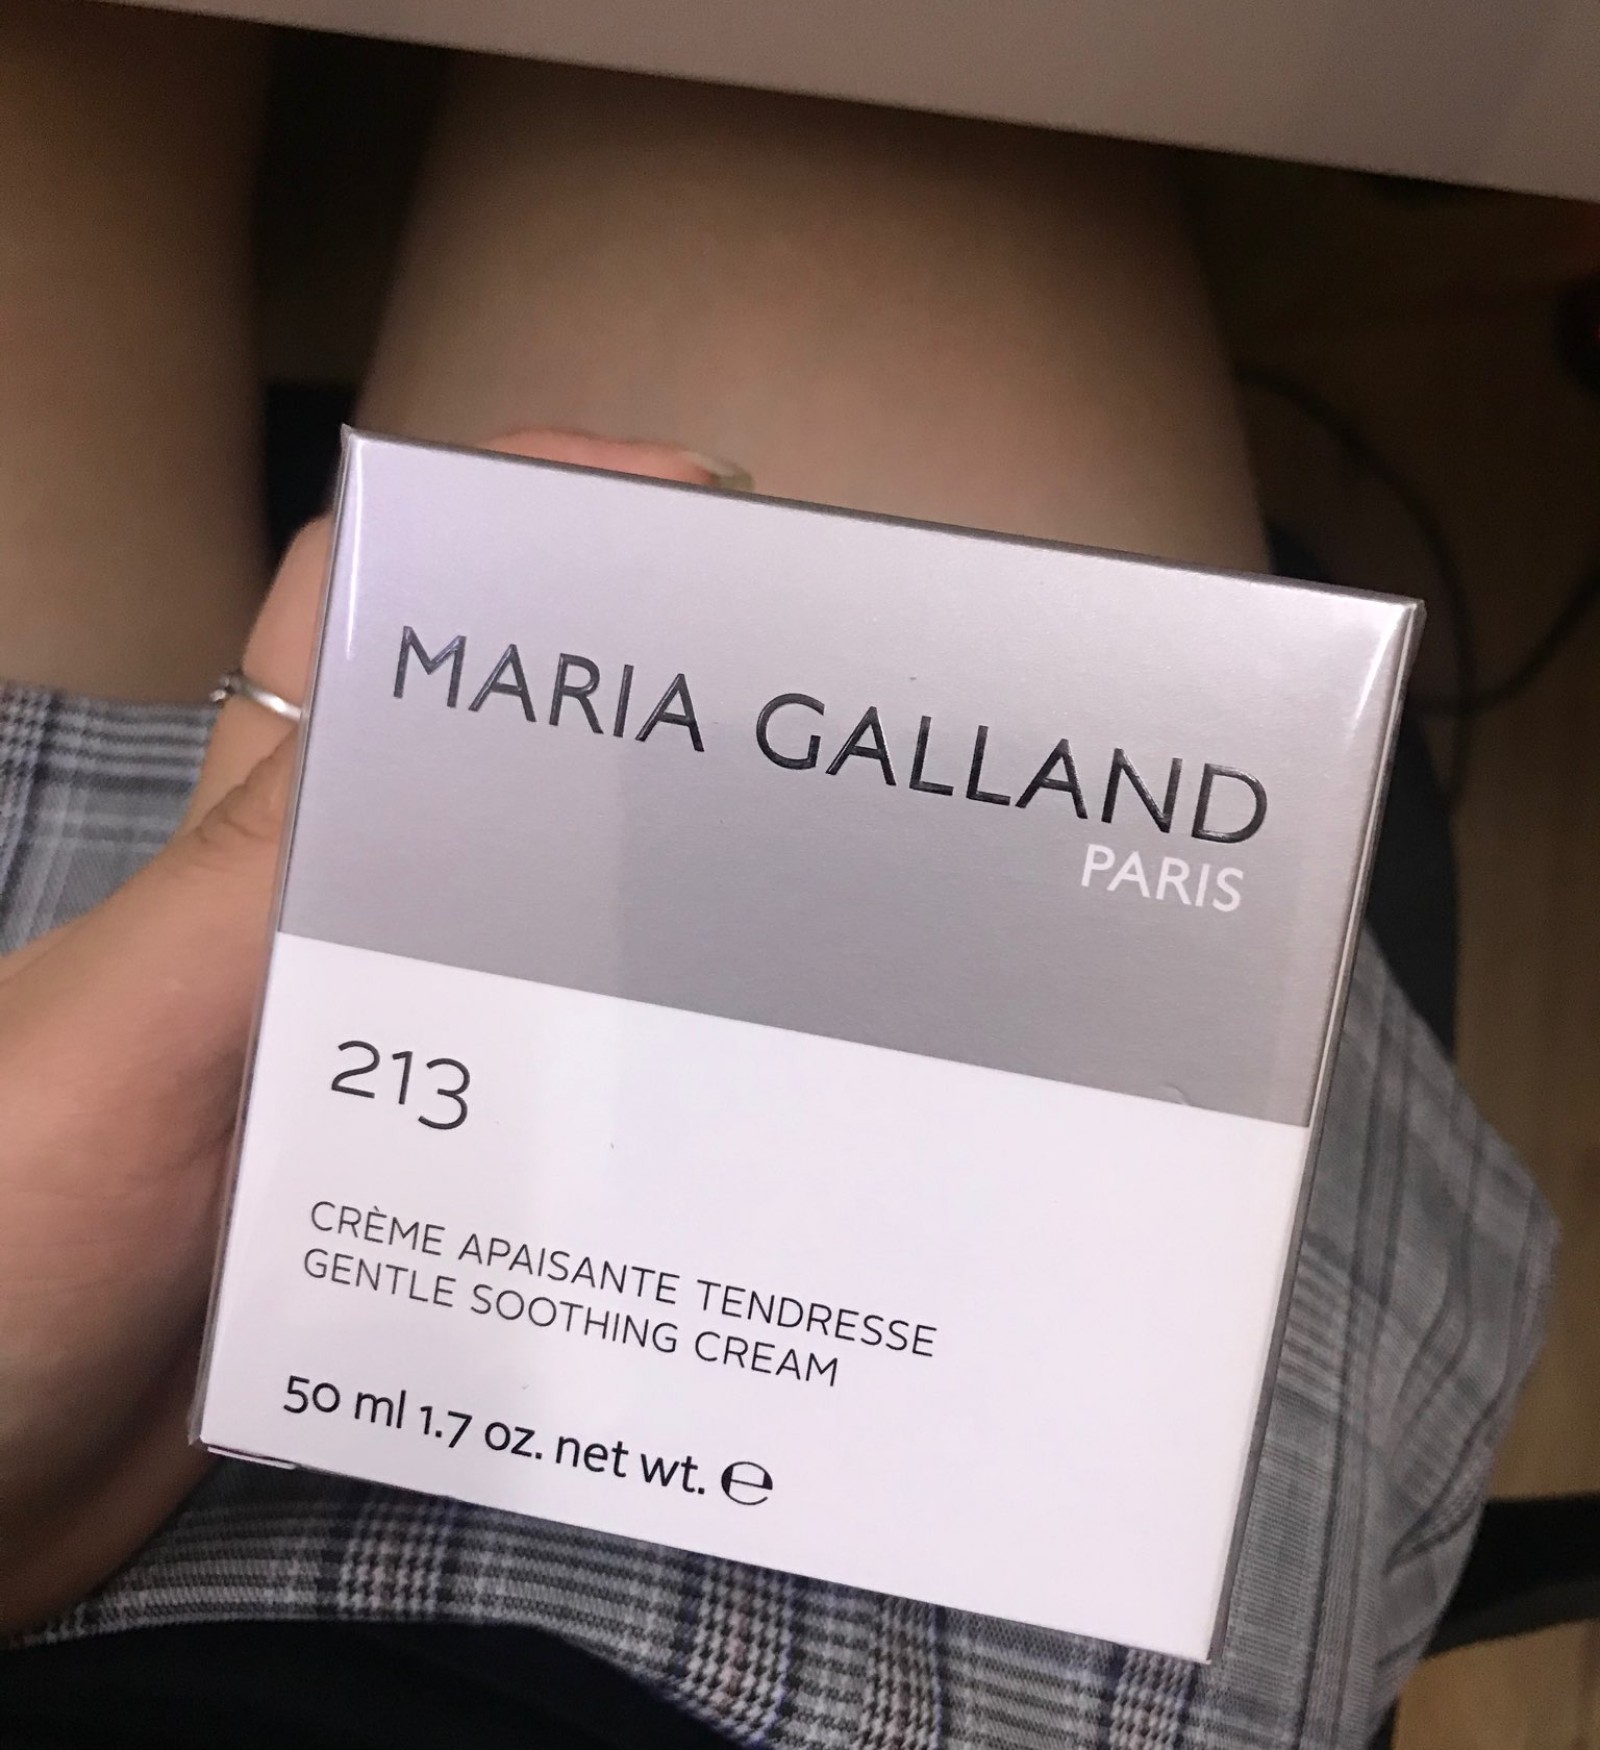 MARIA GALLAND
PARIS
213
CRÈME APAISANTE TENDRESSE
GENTLE SOOTHING CREAM
50 ml 1.7 oz. net wt. ℮